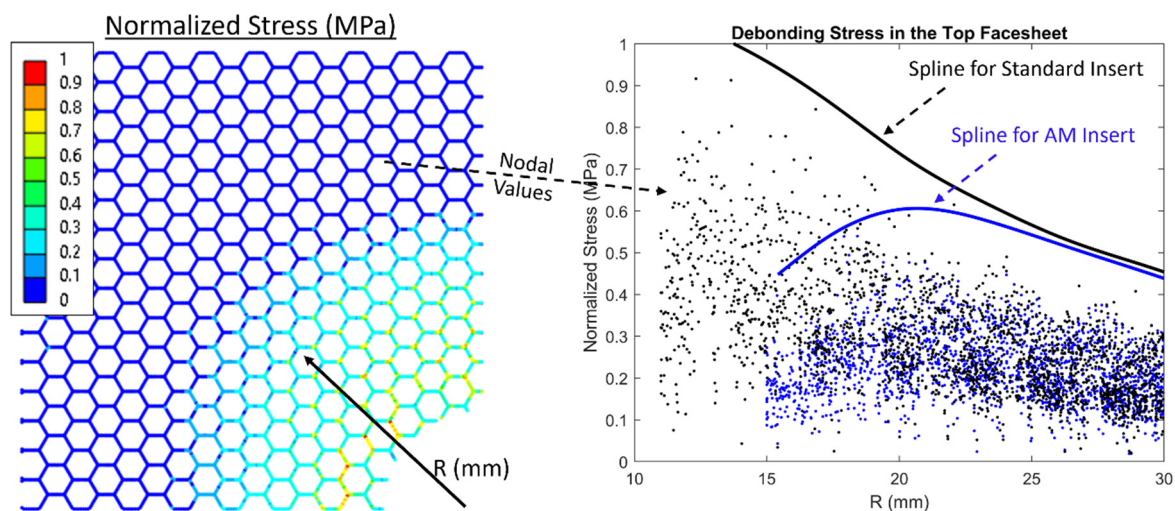 Normalized Stress (MPa)
1
0.9
0.8
0.7
0.6
0.5
0.4
0.3
0.2
0.1
0
Nodal
Values
R (mm)
Debonding Stress in the Top Facesheet
Spline for Standard Insert
Spline for AM Insert
Normalized Stress (MPa)
1
0.9
0.8
0.7
0.6
0.5
0.4
0.3
0.2
0.1
0
10 15 20 25 30
R (mm)